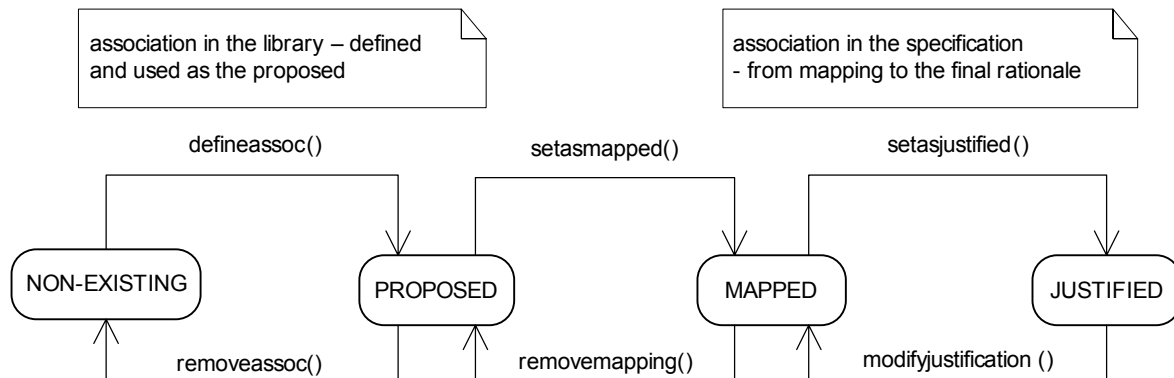 association in the library – defined
and used as the proposed
association in the specification
- from mapping to the final rationale
defineassoc()
setasmapped()
setasjustified()
NON-EXISTING
PROPOSED
MAPPED
JUSTIFIED
removeassoc()
removemapping()
modifyjustification ()